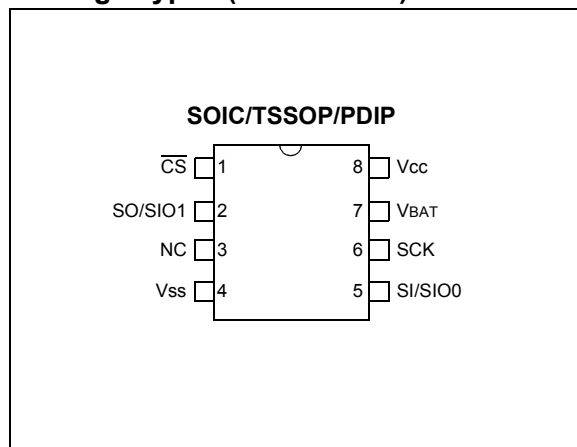 SOIC/TSSOP/PDIP
C̅S̅ 1 8 Vcc
SO/SIO1 2 7 VBAT
NC 3 6 SCK
Vss 4 5 SI/SIO0